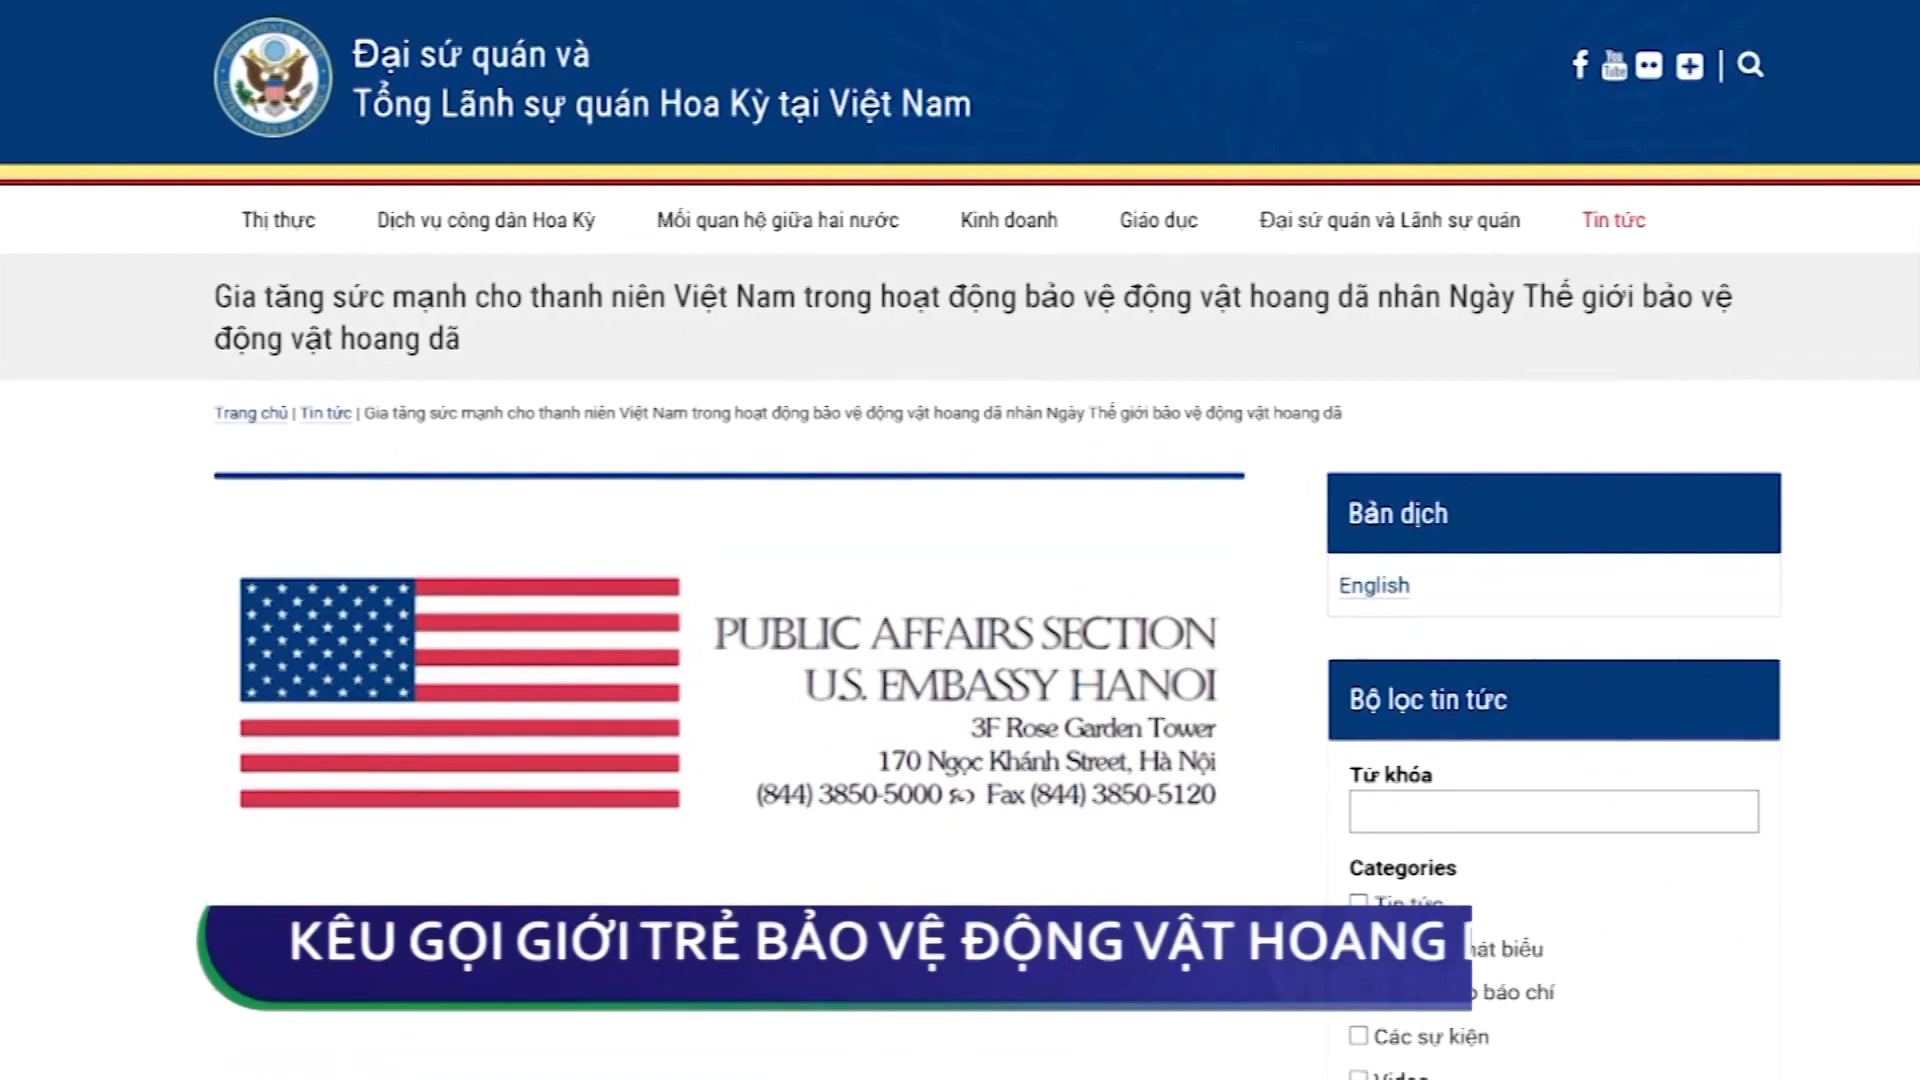 Đại sứ quán và
Tổng Lãnh sự quán Hoa Kỳ tại Việt Nam
You
Tube
Thị thực Dịch vụ công dân Hoa Kỳ Mối quan hệ giữa hai nước Kinh doanh Giáo dục Đại sứ quán và Lãnh sự quán Tin tức
Gia tăng sức mạnh cho thanh niên Việt Nam trong hoạt động bảo vệ động vật hoang dã nhân Ngày Thế giới bảo vệ
động vật hoang dã
Trang chủ | Tin tức | Gia tăng sức mạnh cho thanh niên Việt Nam trong hoạt động bảo vệ động vật hoang dã nhân Ngày Thế giới bảo vệ động vật hoang dã
PUBLIC AFFAIRS SECTION
U.S. EMBASSY HANOI
3F Rose Garden Tower
170 Ngọc Khánh Street, Hà Nội
(844) 3850-5000 Fax (844) 3850-5120
Bản dịch
English
Bộ lọc tin tức
Từ khóa
Categories
Tin tức
biểu
báo chí
Các sự kiện
Video
KÊU GỌI GIỚI TRẺ BẢO VỆ ĐỘNG VẬT HOANG